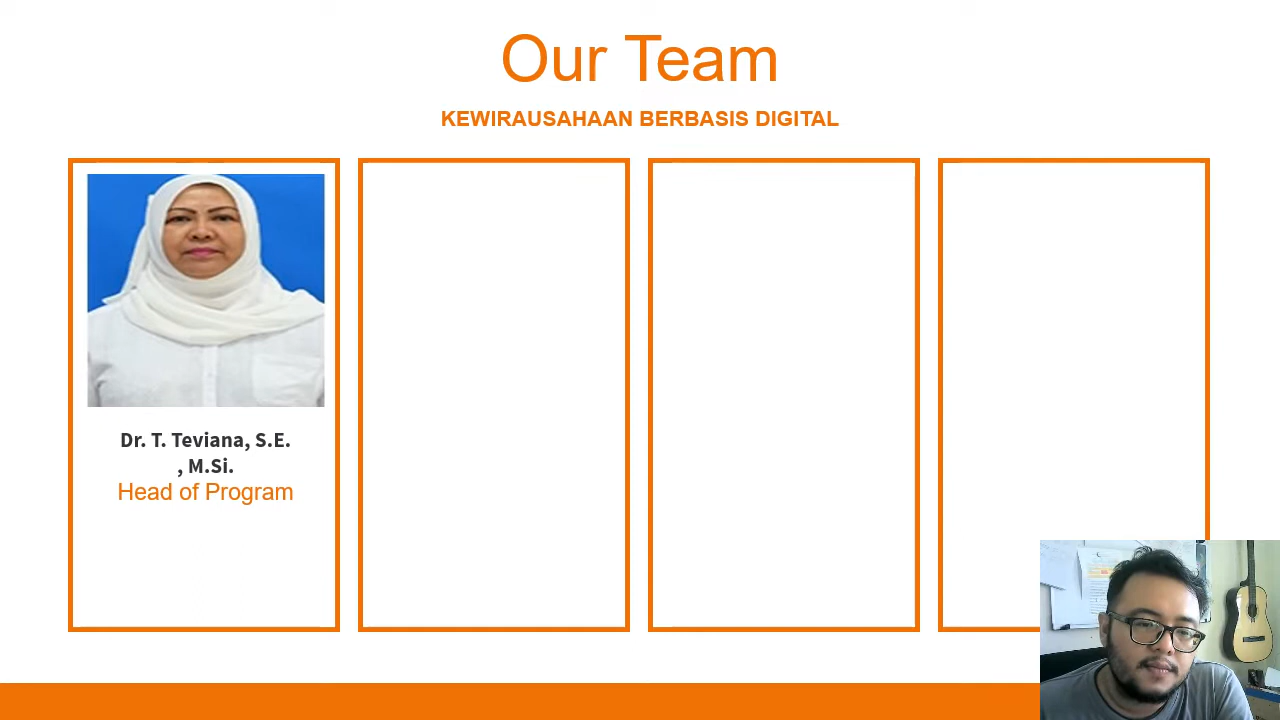 Our Team
KEWIRAUSAHAAN BERBASIS DIGITAL
Dr. T. Teviana, S.E.
, M.Si.
Head of Program